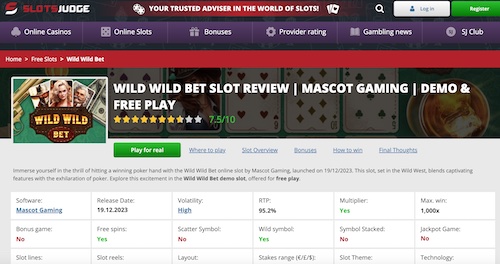 SLOTSJUDGE
YOUR TRUSTED ADVISER IN THE WORLD OF SLOTS!
Log in
Register
Online Casinos
Online Slots
Bonuses
Provider rating
Gambling news
SJ Club
Home > Free Slots > Wild Wild Bet
WILD WILD BET
WILD WILD BET SLOT REVIEW | MASCOT GAMING | DEMO &
FREE PLAY
7.5/10
Play for real
Where to play
Slot Overview
Bonuses
How to win
Final Thoughts
Immerse yourself in the thrill of hitting a winning poker hand with the Wild Wild Bet online slot by Mascot Gaming, launched on 19/12/2023. This slot, set in the Wild West, blends captivating
features with the exhilaration of poker. Explore this excitement in the Wild Wild Bet demo slot, offered for free play.
Software: Release Date: Volatility: RTP: Multiplier: Max. win:
Mascot Gaming 19.12.2023 High 95.2% Yes 1,000x
Bonus game: Free spins: Scatter Symbol: Wild symbol: Symbol Stacked: Jackpot Game:
No Yes No Yes No No
Slot lines: Slot reels: Layout: Stakes range (€/£/$): Slot Theme: Technology: